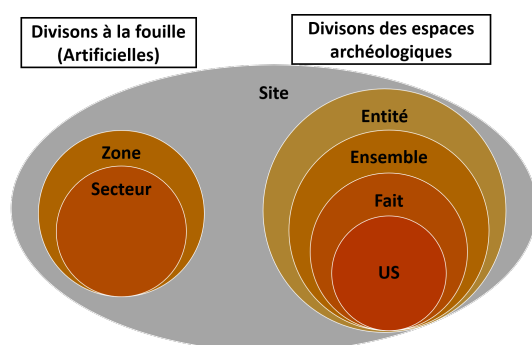 Divisons à la fouille
(Artificielles)
Divisons des espaces
archéologiques
Site
Entité
Ensemble
Fait
US
Zone
Secteur